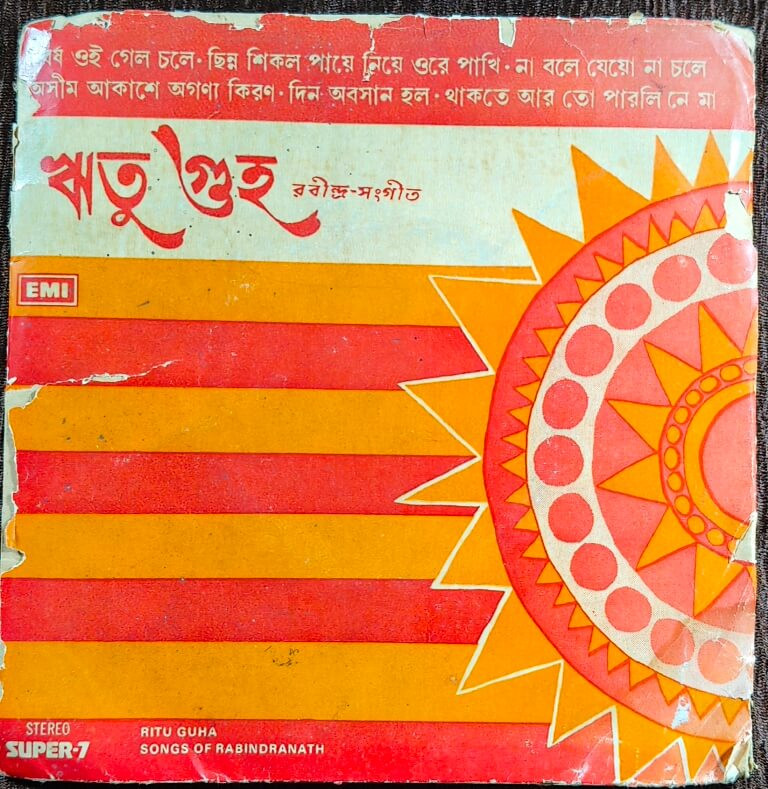 বর্ষ ওই গেল চলে · ছিন্ন শিকল পায়ে নিয়ে ওরে পাখি · না বলে যেয়ো না চলে
অসীম আকাশে অগণ্য কিরণ · দিন অবসান হল · থাকতে আর তো পারলি নে মা
ঋতু গুহ রবীন্দ্র-সংগীত
EMI
STEREO
SUPER-7
RITU GUHA
SONGS OF RABINDRANATH